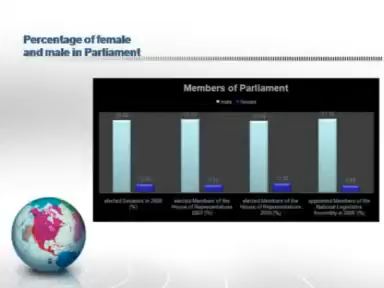 Percentage of female
and male in Parliament
Members of Parliament
male female
elected Senators in 2008
(%)
elected Members of the
House of Representatives
2007 (%)
elected Members of the
House of Representatives
(%)
appointed Members of the
National Legislative
Assembly in 2006 (%)